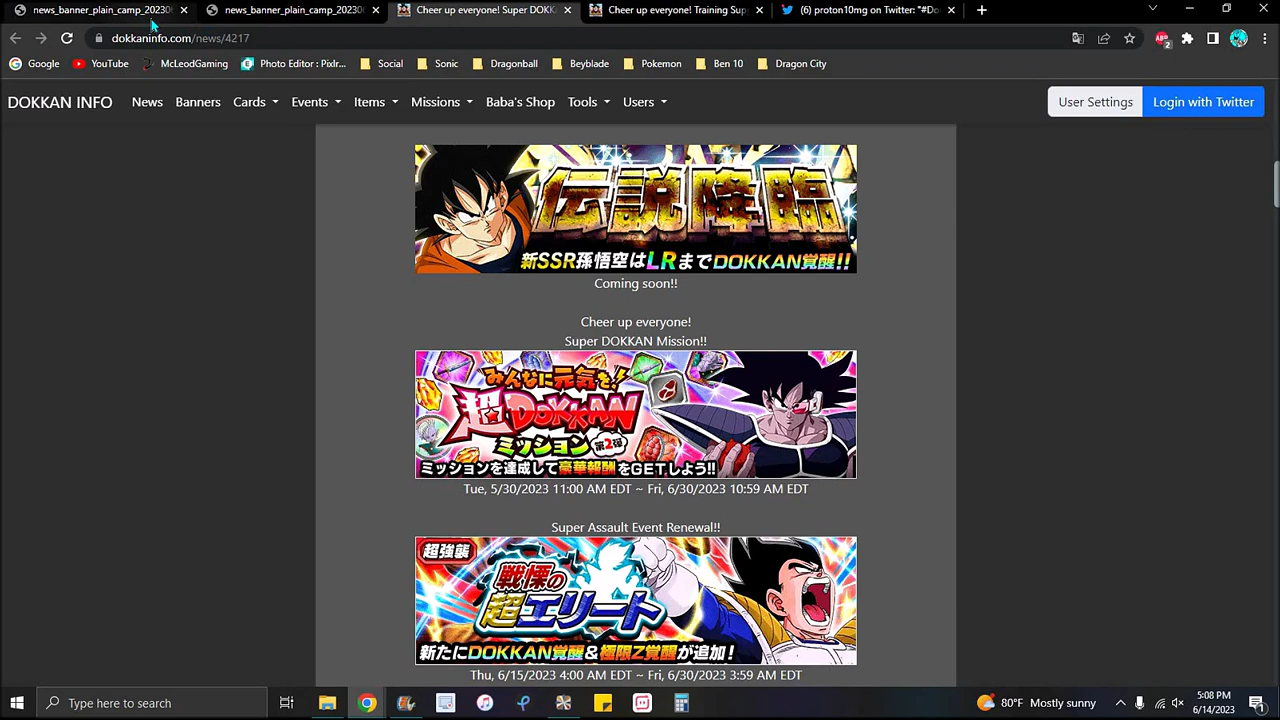 news_banner_plain_camp_20230
news_banner_plain_camp_20230
Cheer up everyone! Super DOKK
Cheer up everyone! Training Sup
(6) proton10mg on Twitter: "#Do
dokkaninfo.com/news/4217
2
Google
YouTube
McLeodGaming
Photo Editor : Pixlr...
Social
Sonic
Dragonball
Beyblade
Pokemon
Ben 10
Dragon City
DOKKAN INFO
News
Banners
Cards
Events
Items
Missions
Baba's Shop
Tools
Users
User Settings
Login with Twitter
伝説降臨
新SSR孫悟空はLRまでDOKKAN覚醒!!
Coming soon!!
Cheer up everyone!
Super DOKKAN Mission!!
みんなに元気を!
超DOKKAN
ミッション 第2弾
ミッションを達成して豪華報酬をGETしよう!!
Tue, 5/30/2023 11:00 AM EDT ~ Fri, 6/30/2023 10:59 AM EDT
Super Assault Event Renewal!!
超強襲
戦慄の
超エリート
新たにDOKKAN覚醒&極限Z覚醒が追加!
Thu, 6/15/2023 4:00 AM EDT ~ Fri, 6/30/2023 3:59 AM EDT
Type here to search
80°F Mostly sunny
5:08 PM
6/14/2023